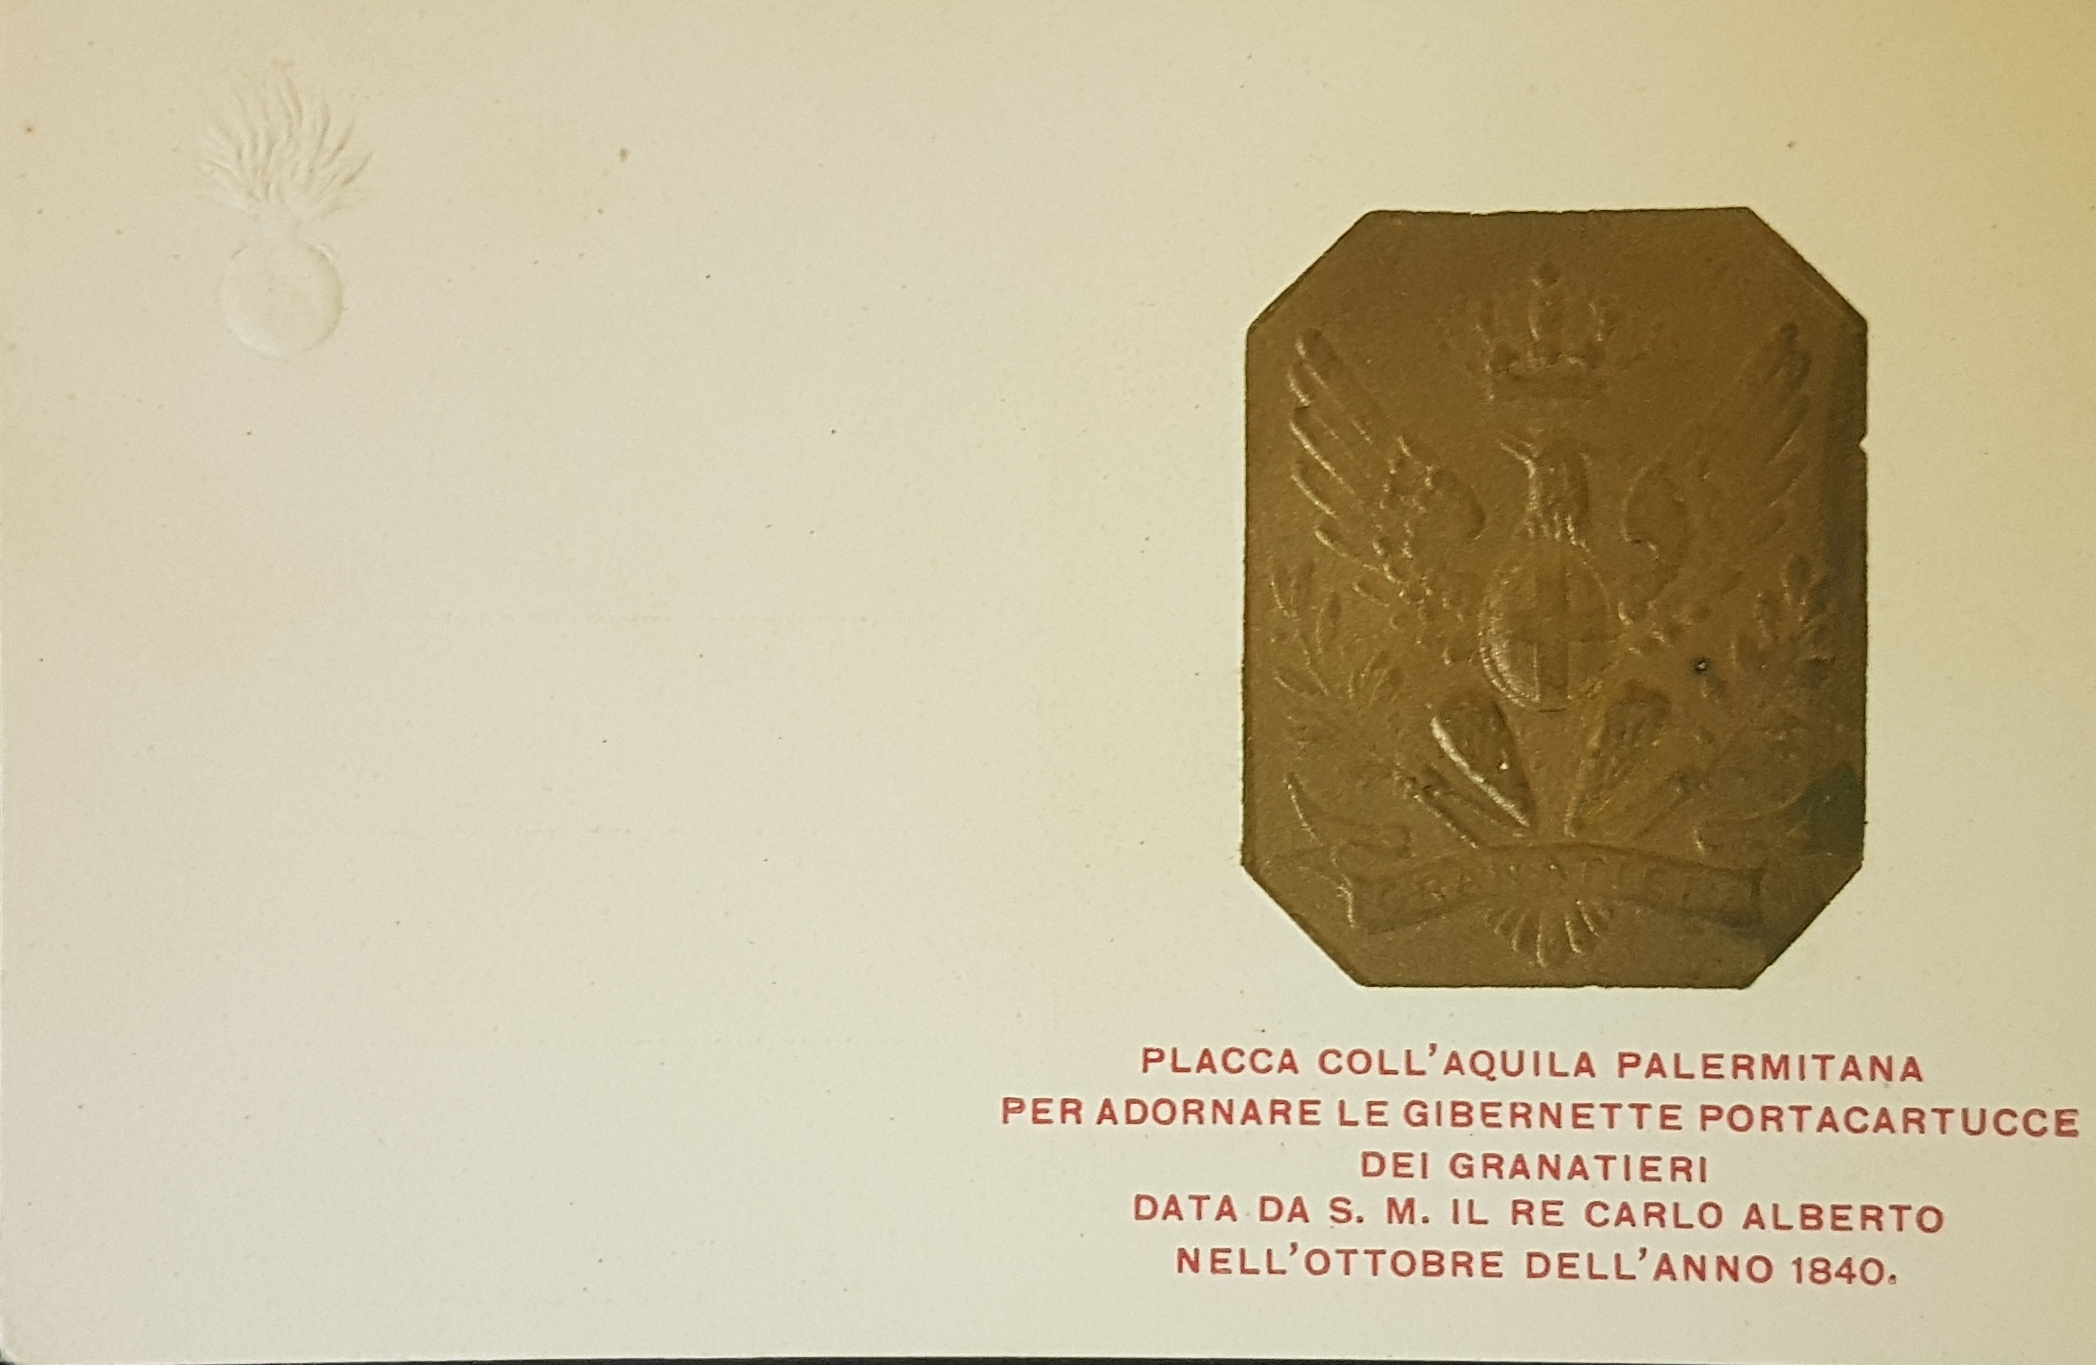 GRANATIERI
PLACCA COLL'AQUILA PALERMITANA
PER ADORNARE LE GIBERNETTE PORTACARTUCCE
DEI GRANATIERI
DATA DA S. M. IL RE CARLO ALBERTO
NELL'OTTOBRE DELL'ANNO 1840.